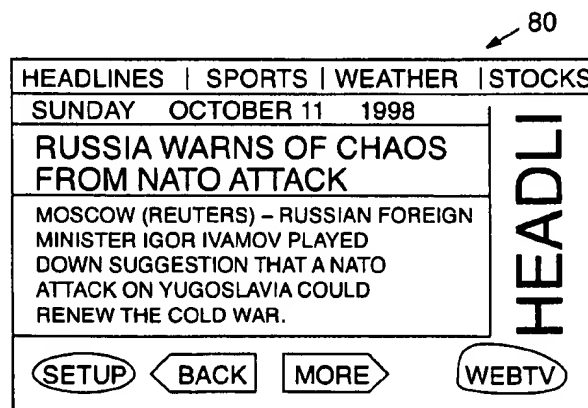 80
HEADLINES | SPORTS | WEATHER | STOCKS
SUNDAY OCTOBER 11 1998
RUSSIA WARNS OF CHAOS
FROM NATO ATTACK
MOSCOW (REUTERS) – RUSSIAN FOREIGN
MINISTER IGOR IVAMOV PLAYED
DOWN SUGGESTION THAT A NATO
ATTACK ON YUGOSLAVIA COULD
RENEW THE COLD WAR.
HEADLI
SETUP BACK MORE WEBTV